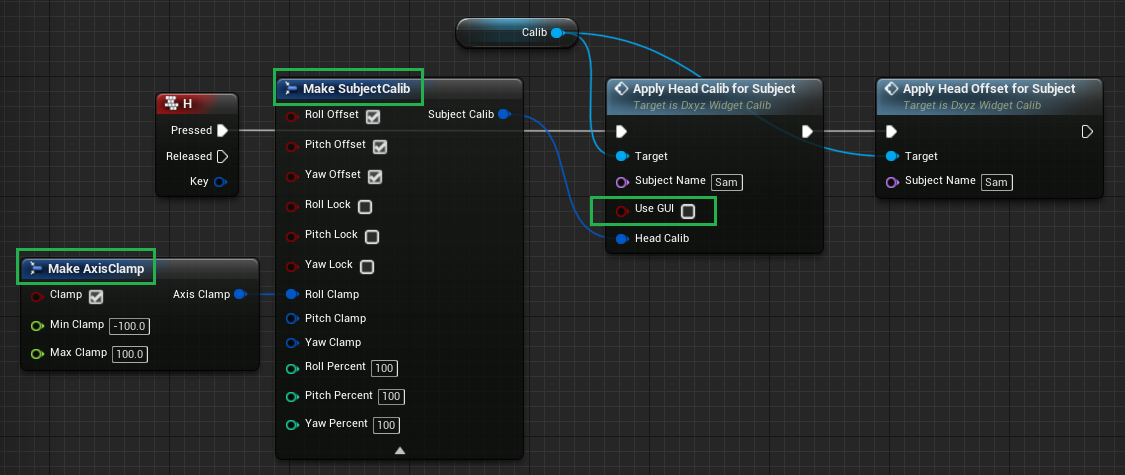 Calib
H
Pressed
Released
Key
Make SubjectCalib
Roll Offset
Subject Calib
Pitch Offset
Yaw Offset
Roll Lock
Pitch Lock
Yaw Lock
Roll Clamp
Pitch Clamp
Yaw Clamp
Roll Percent 100
Pitch Percent 100
Yaw Percent 100
Make AxisClamp
Clamp
Axis Clamp
Min Clamp -100.0
Max Clamp 100.0
Apply Head Calib for Subject
Target is Dxyz Widget Calib
Target
Subject Name Sam
Use GUI
Head Calib
Apply Head Offset for Subject
Target is Dxyz Widget Calib
Target
Subject Name Sam